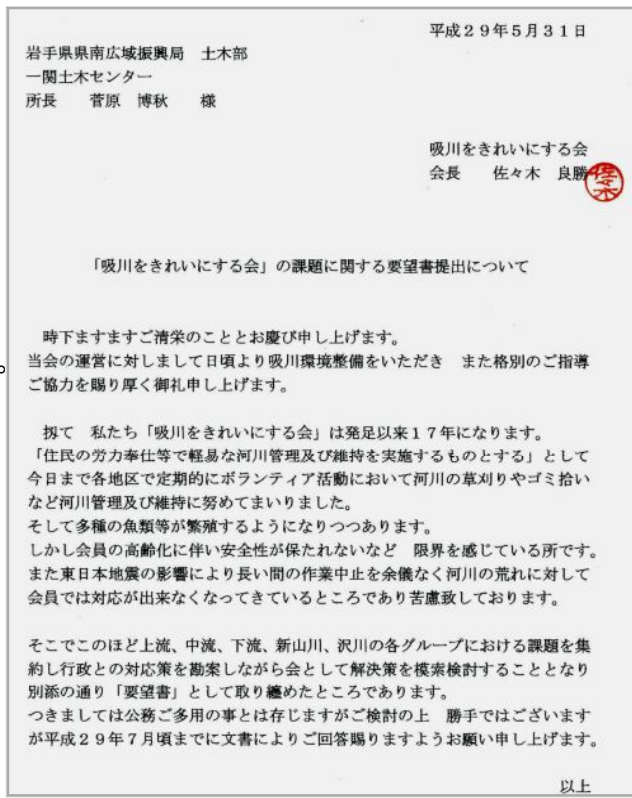 平成２９年５月３１日
岩手県県南広域振興局　土木部
一関土木センター
所長　　菅原　博秋　　様
吸川をきれいにする会
会長　　佐々木　良勝
佐々木
「吸川をきれいにする会」の課題に関する要望書提出について
時下ますますご清栄のこととお慶び申し上げます。
当会の運営に対しまして日頃より吸川環境整備をいただき　また格別のご指導
ご協力を賜り厚く御礼申し上げます。
扨て　私たち「吸川をきれいにする会」は発足以来１７年になります。
「住民の労力奉仕等で軽易な河川管理及び維持を実施するものとする」として
今日まで各地区で定期的にボランティア活動において河川の草刈りやゴミ拾い
など河川管理及び維持に努めてまいりました。
そして多種の魚類等が繁殖するようになりつつあります。
しかし会員の高齢化に伴い安全性が保たれないなど　限界を感じている所です。
また東日本地震の影響により長い間の作業中止を余儀なく河川の荒れに対して
会員では対応が出来なくなってきているところであり苦慮致しております。
そこでこのほど上流、中流、下流、新山川、沢川の各グループにおける課題を集
約し行政との対応策を勘案しながら会として解決策を模索検討することとなり
別添の通り「要望書」として取り纏めたところであります。
つきましては公務ご多用の事とは存じますがご検討の上　勝手ではございます
が平成２９年７月頃までに文書によりご回答賜りますようお願い申し上げます。
以上